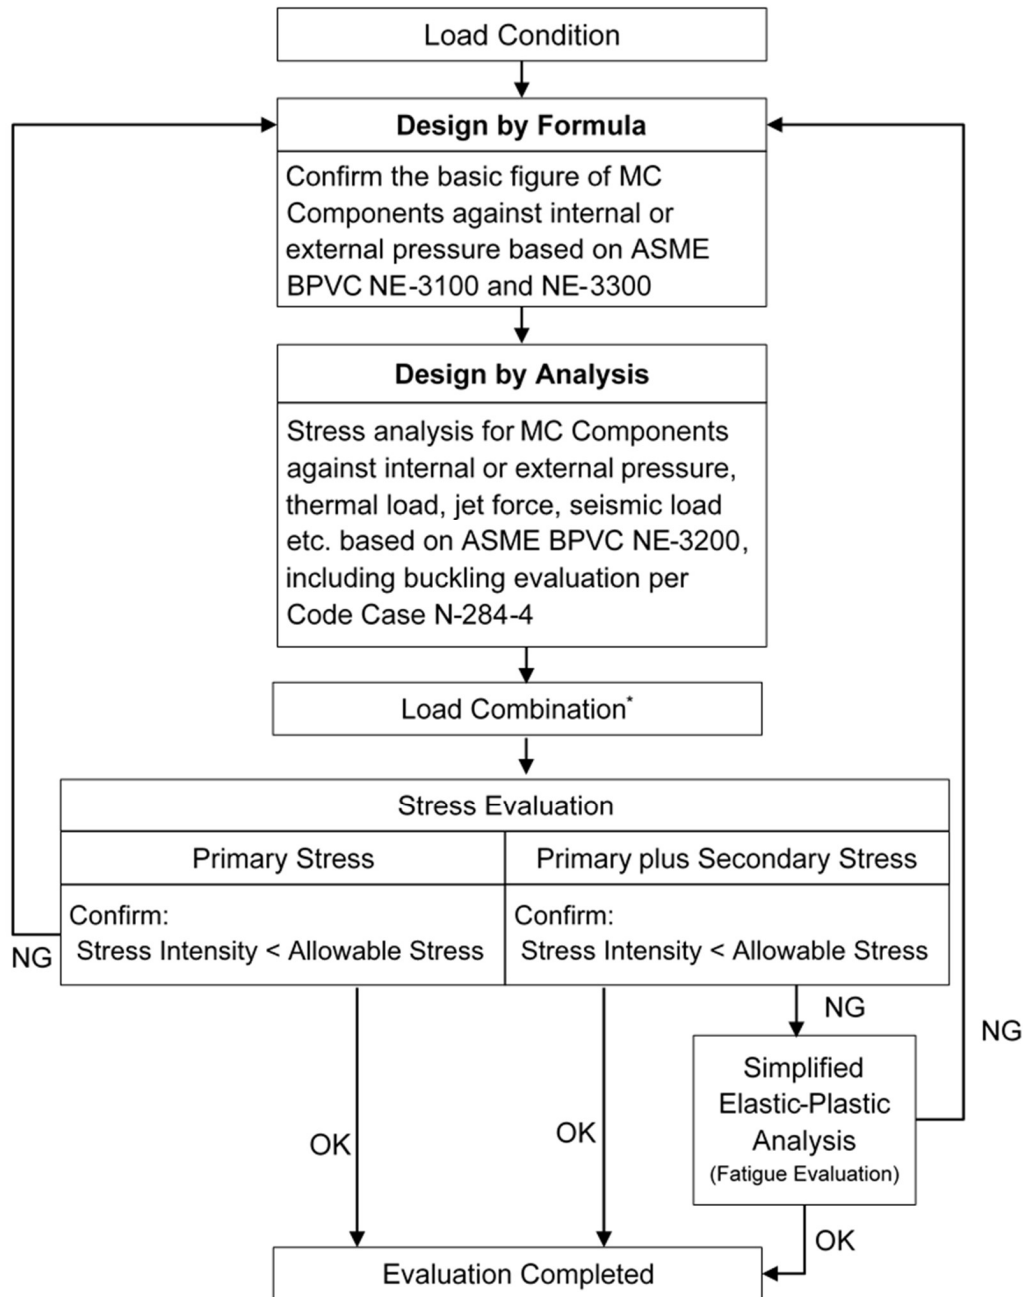 Load Condition
Design by Formula
Confirm the basic figure of MC
Components against internal or
external pressure based on ASME
BPVC NE-3100 and NE-3300
Design by Analysis
Stress analysis for MC Components
against internal or external pressure,
thermal load, jet force, seismic load
etc. based on ASME BPVC NE-3200,
including buckling evaluation per
Code Case N-284-4
Load Combination*
Stress Evaluation
Primary Stress
Primary plus Secondary Stress
Confirm:
Stress Intensity < Allowable Stress
Confirm:
Stress Intensity < Allowable Stress
NG
NG
NG
Simplified
Elastic-Plastic
Analysis
(Fatigue Evaluation)
OK
OK
OK
Evaluation Completed